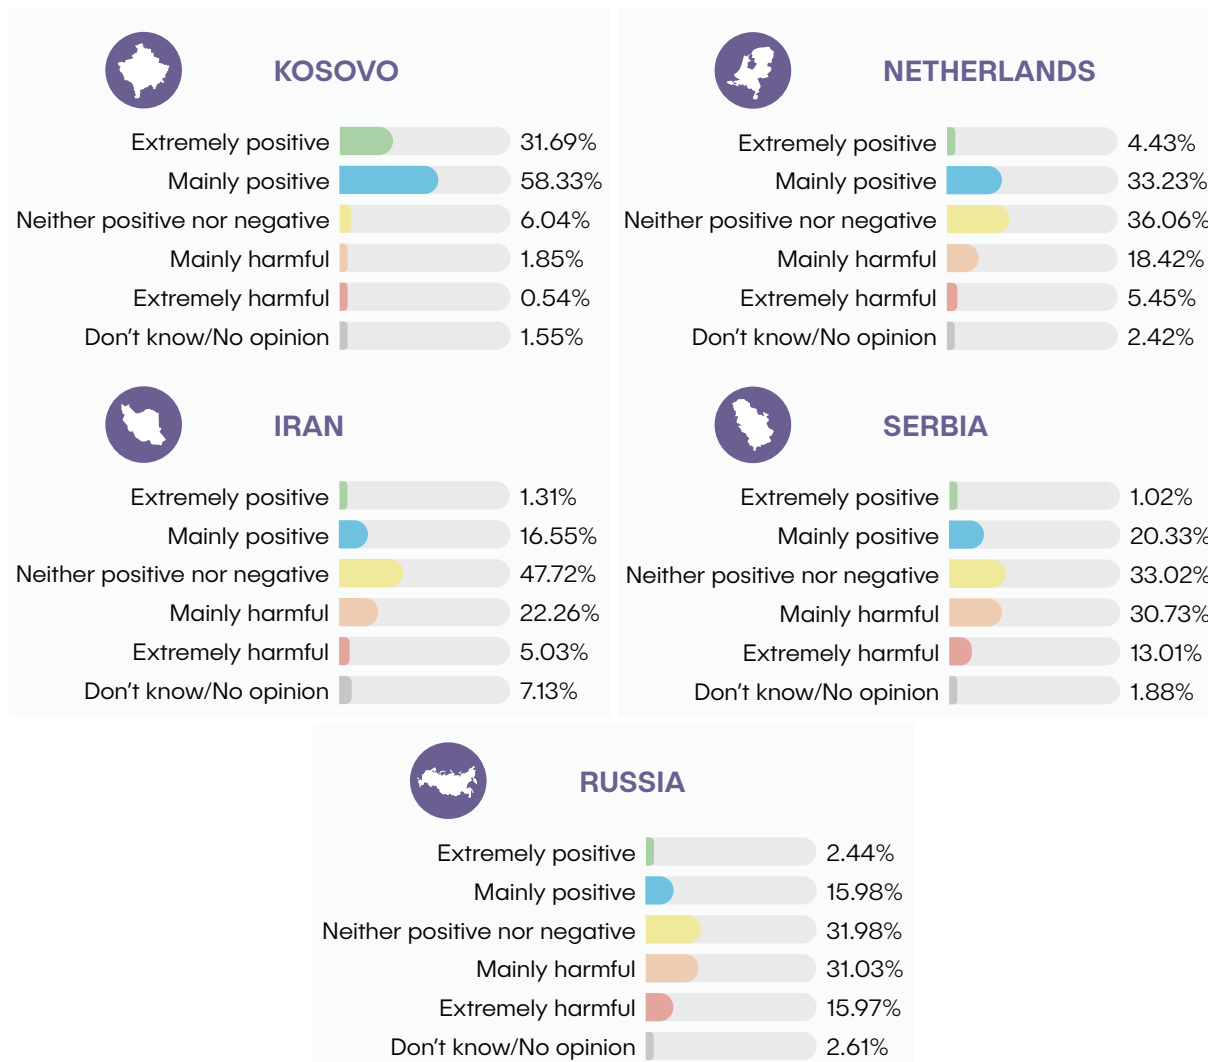 KOSOVO
Extremely positive 31.69%
Mainly positive 58.33%
Neither positive nor negative 6.04%
Mainly harmful 1.85%
Extremely harmful 0.54%
Don't know/No opinion 1.55%
NETHERLANDS
Extremely positive 4.43%
Mainly positive 33.23%
Neither positive nor negative 36.06%
Mainly harmful 18.42%
Extremely harmful 5.45%
Don't know/No opinion 2.42%
IRAN
Extremely positive 1.31%
Mainly positive 16.55%
Neither positive nor negative 47.72%
Mainly harmful 22.26%
Extremely harmful 5.03%
Don't know/No opinion 7.13%
SERBIA
Extremely positive 1.02%
Mainly positive 20.33%
Neither positive nor negative 33.02%
Mainly harmful 30.73%
Extremely harmful 13.01%
Don't know/No opinion 1.88%
RUSSIA
Extremely positive 2.44%
Mainly positive 15.98%
Neither positive nor negative 31.98%
Mainly harmful 31.03%
Extremely harmful 15.97%
Don't know/No opinion 2.61%